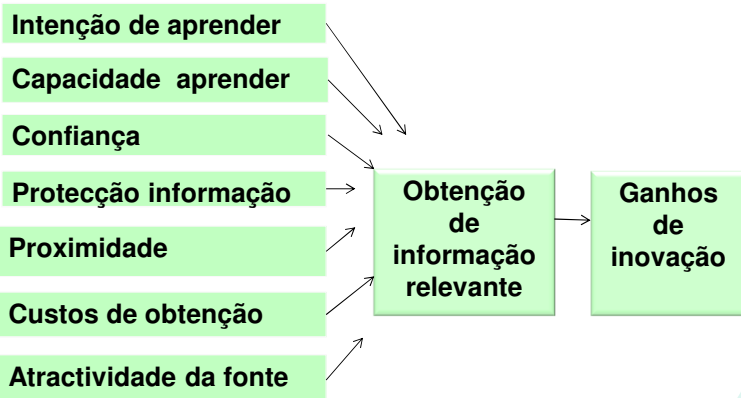 Intenção de aprender
Capacidade aprender
Confiança
Protecção informação
Proximidade
Custos de obtenção
Atractividade da fonte
Obtenção
de
informação
relevante
Ganhos
de
inovação